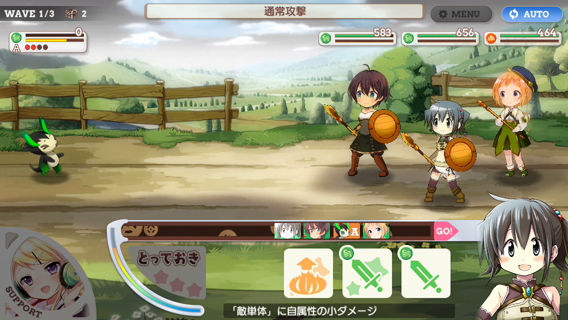 WAVE 1/3 2
通常攻撃
MENU
AUTO
0
583
656
464
A
A
GO!
とっておき
SUPPORT
「敵単体」に自属性の小ダメージ